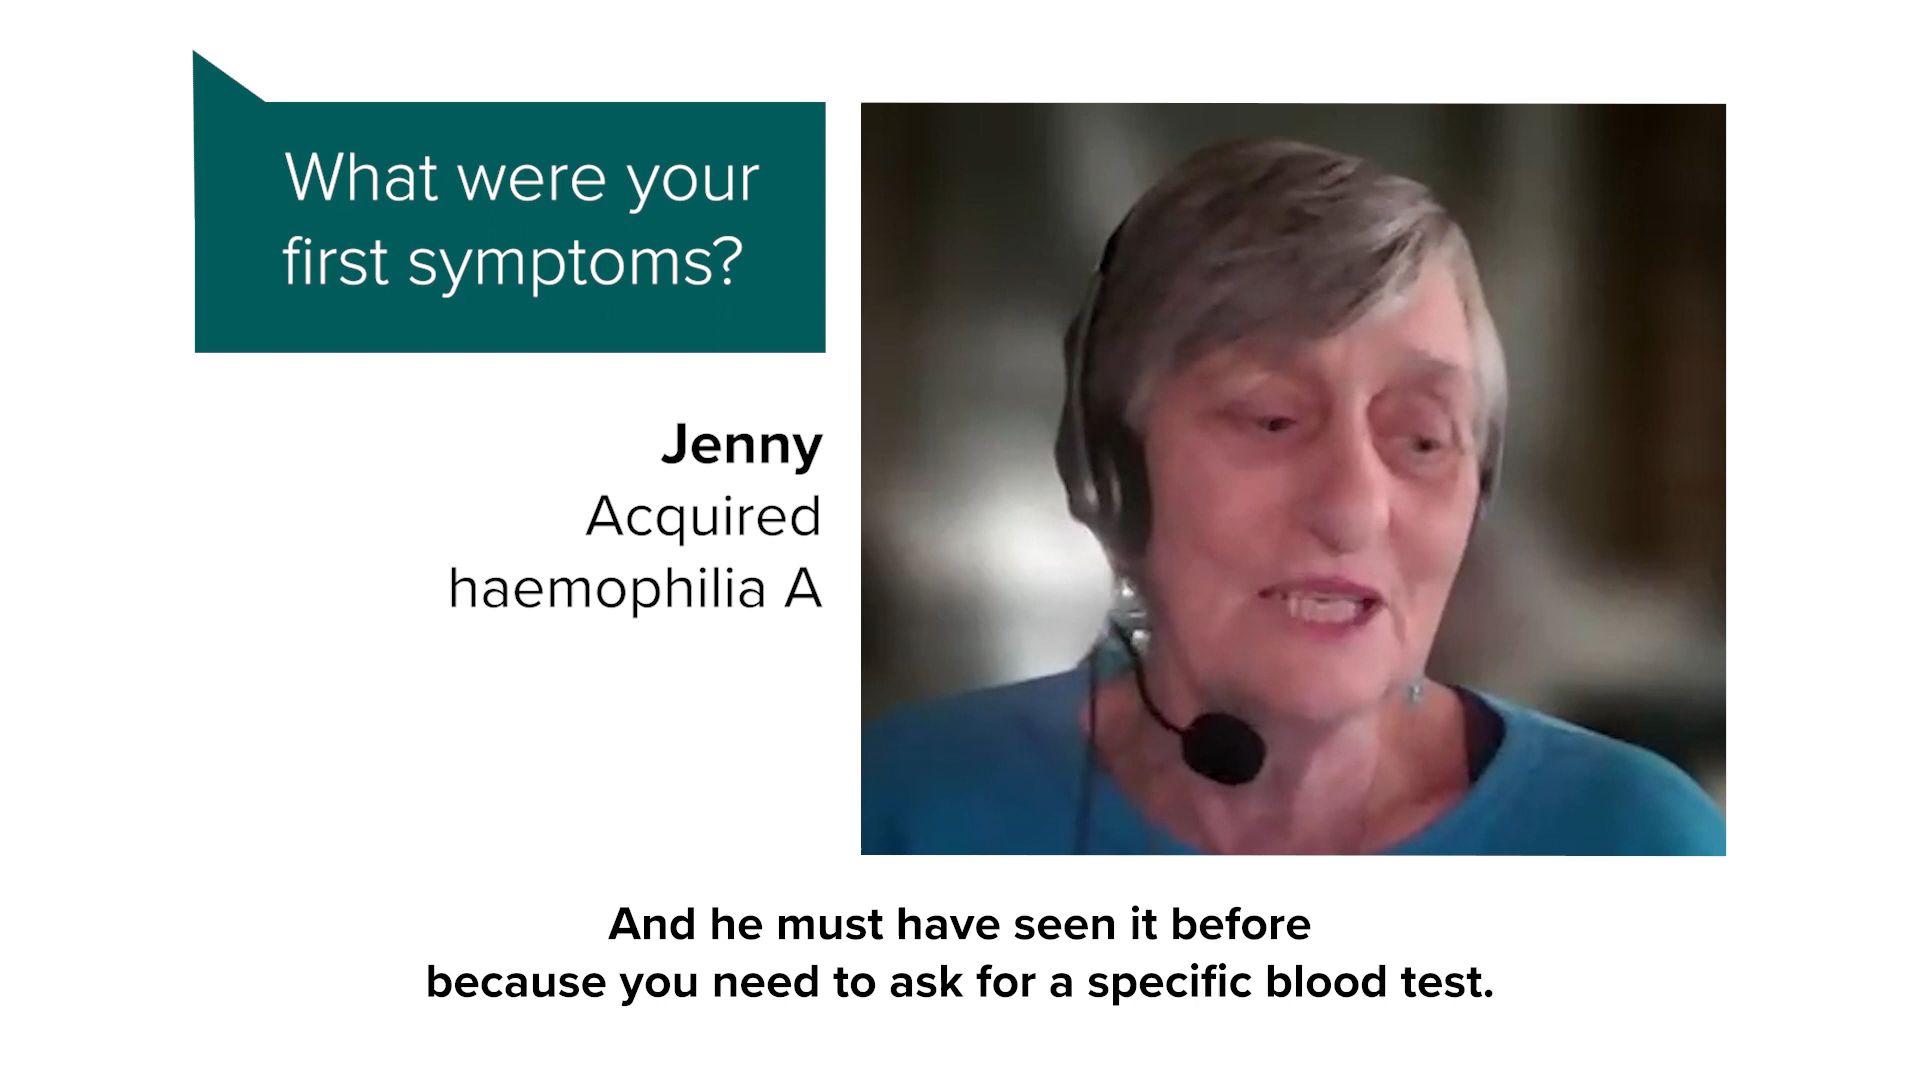 What were your
first symptoms?
Jenny
Acquired
haemophilia A
And he must have seen it before
because you need to ask for a specific blood test.